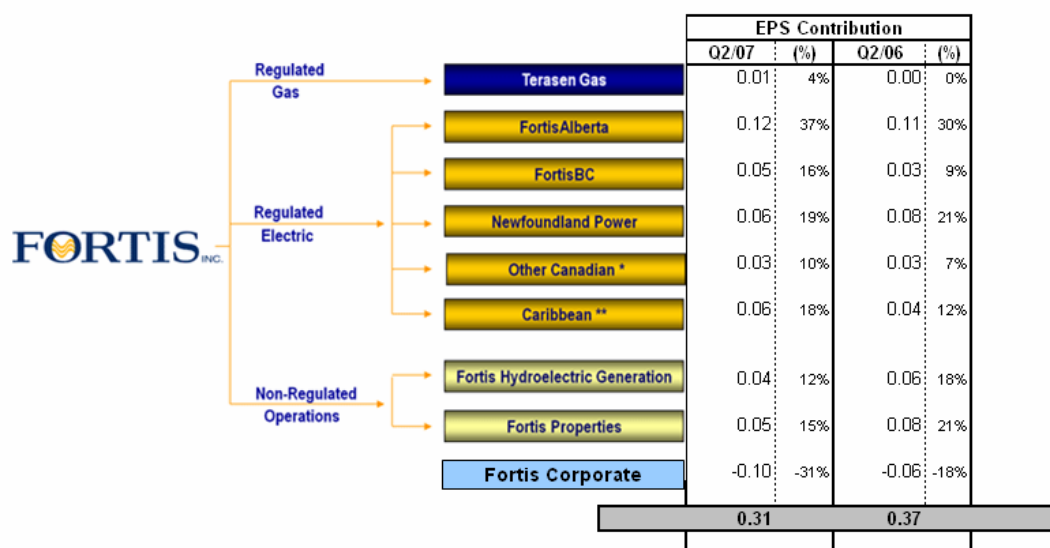 EPS Contribution
Q2/07 (%) Q2/06 (%)
Regulated
Gas
Terasen Gas 0.01 4% 0.00 0%
FortisAlberta 0.12 37% 0.11 30%
FortisBC 0.05 16% 0.03 9%
FORTIS INC.
Regulated
Electric
Newfoundland Power 0.06 19% 0.08 21%
Other Canadian * 0.03 10% 0.03 7%
Caribbean ** 0.06 18% 0.04 12%
Non-Regulated
Operations
Fortis Hydroelectric Generation 0.04 12% 0.06 18%
Fortis Properties 0.05 15% 0.08 21%
Fortis Corporate -0.10 -31% -0.06 -18%
0.31 0.37